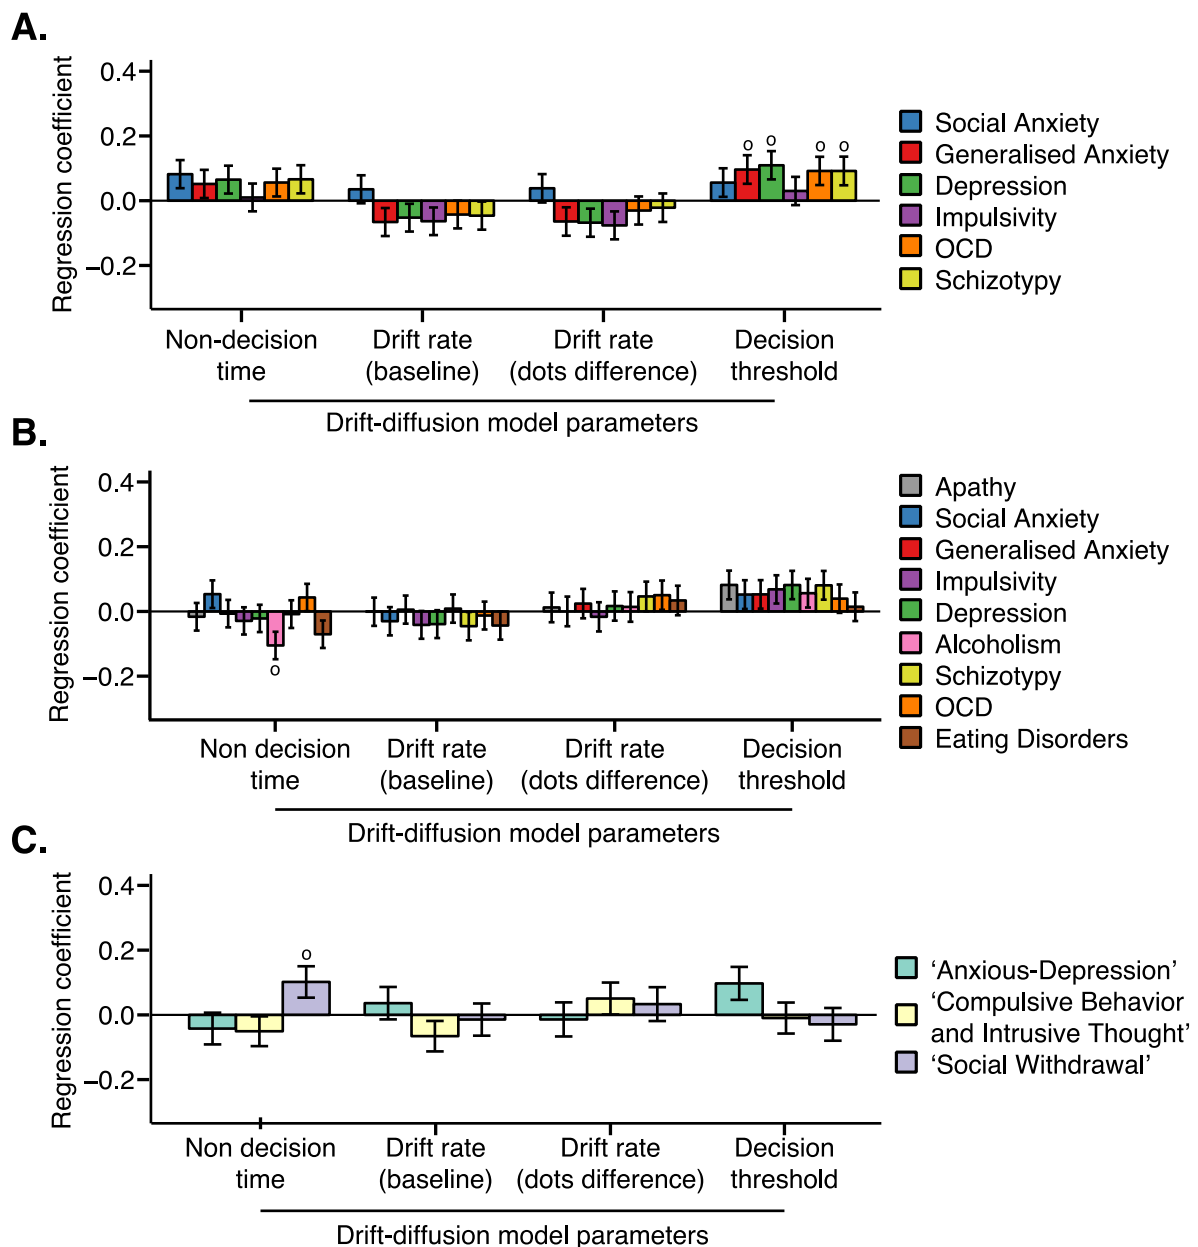 A.
Regression coefficient
0.4
0.2
0.0
−0.2
o o o o
Social Anxiety
Generalised Anxiety
Depression
Impulsivity
OCD
Schizotypy
Non-decision time
Drift rate (baseline)
Drift rate (dots difference)
Decision threshold
Drift-diffusion model parameters
B.
Regression coefficient
0.4
0.2
0.0
−0.2
o
Apathy
Social Anxiety
Generalised Anxiety
Impulsivity
Depression
Alcoholism
Schizotypy
OCD
Eating Disorders
Non decision time
Drift rate (baseline)
Drift rate (dots difference)
Decision threshold
Drift-diffusion model parameters
C.
Regression coefficient
0.4
0.2
0.0
−0.2
o
‘Anxious-Depression’
‘Compulsive Behavior
and Intrusive Thought’
‘Social Withdrawal’
Non decision time
Drift rate (baseline)
Drift rate (dots difference)
Decision threshold
Drift-diffusion model parameters